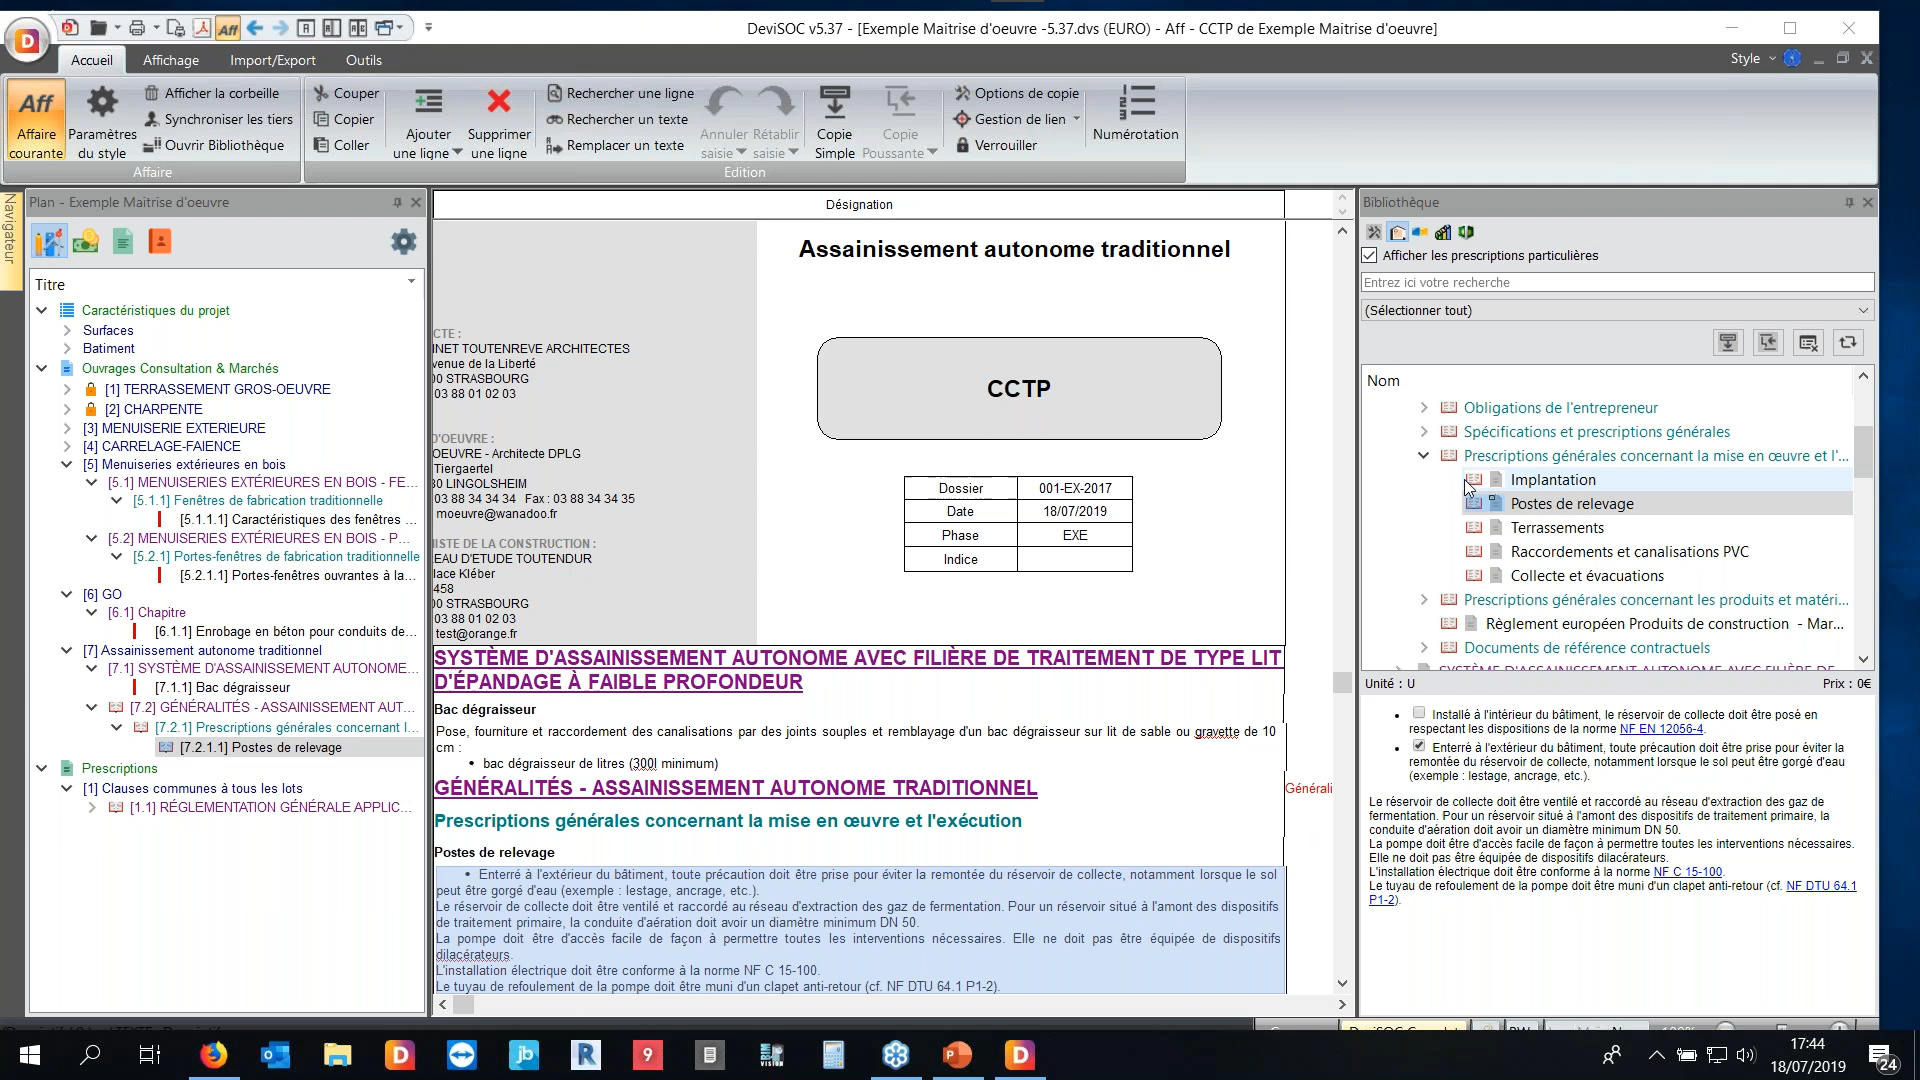 DeviSOC v5.37 - [Exemple Maitrise d'oeuvre -5.37.dvs (EURO) - Aff - CCTP de Exemple Maitrise d'oeuvre]
Accueil
Affichage
Import/Export
Outils
Style
Aff
Affaire
courante
Paramètres
du style
Afficher la corbeille
Synchroniser les tiers
Ouvrir Bibliothèque
Affaire
Couper
Copier
Coller
Ajouter
une ligne
Supprimer
une ligne
Rechercher une ligne
Rechercher un texte
Remplacer un texte
Annuler
saisie
Rétablir
saisie
Copie
Simple
Copie
Poussante
Options de copie
Gestion de lien
Verrouiller
Numérotation
Edition
Navigateur
Plan - Exemple Maitrise d'oeuvre
Titre
Caractéristiques du projet
Surfaces
Batiment
Ouvrages Consultation & Marchés
[1] TERRASSEMENT GROS-OEUVRE
[2] CHARPENTE
[3] MENUISERIE EXTERIEURE
[4] CARRELAGE-FAIENCE
[5] Menuiseries extérieures en bois
[5.1] MENUISERIES EXTÉRIEURES EN BOIS - FE...
[5.1.1] Fenêtres de fabrication traditionnelle
[5.1.1.1] Caractéristiques des fenêtres ...
[5.2] MENUISERIES EXTÉRIEURES EN BOIS - P...
[5.2.1] Portes-fenêtres de fabrication traditionnelle
[5.2.1.1] Portes-fenêtres ouvrantes à la...
[6] GO
[6.1] Chapitre
[6.1.1] Enrobage en béton pour conduits de...
[7] Assainissement autonome traditionnel
[7.1] SYSTÈME D'ASSAINISSEMENT AUTONOME...
[7.1.1] Bac dégraisseur
[7.2] GÉNÉRALITÉS - ASSAINISSEMENT AUT...
[7.2.1] Prescriptions générales concernant l...
[7.2.1.1] Postes de relevage
Prescriptions
[1] Clauses communes à tous les lots
[1.1] RÉGLEMENTATION GÉNÉRALE APPLIC...
Désignation
CTE :
INET TOUTENREVE ARCHITECTES
venue de la Liberté
00 STRASBOURG
03 88 01 02 03
D'OEUVRE :
OEUVRE - Architecte DPLG
Tiergaertel
80 LINGOLSHEIM
03 88 34 34 34 Fax : 03 88 34 34 35
moeuvre@wanadoo.fr
ISTE DE LA CONSTRUCTION :
EAU D'ETUDE TOUTENDUR
lace Kléber
458
00 STRASBOURG
03 88 01 02 03
test@orange.fr
Assainissement autonome traditionnel
CCTP
Dossier 001-EX-2017
Date 18/07/2019
Phase EXE
Indice
SYSTÈME D'ASSAINISSEMENT AUTONOME AVEC FILIÈRE DE TRAITEMENT DE TYPE LIT
D'ÉPANDAGE À FAIBLE PROFONDEUR
Bac dégraisseur
Pose, fourniture et raccordement des canalisations par des joints souples et remblayage d'un bac dégraisseur sur lit de sable ou gravette de 10
cm :
• bac dégraisseur de litres (300l minimum)
GÉNÉRALITÉS - ASSAINISSEMENT AUTONOME TRADITIONNEL
Générali
Prescriptions générales concernant la mise en œuvre et l'exécution
Postes de relevage
• Enterré à l'extérieur du bâtiment, toute précaution doit être prise pour éviter la remontée du réservoir de collecte, notamment lorsque le sol
peut être gorgé d'eau (exemple : lestage, ancrage, etc.).
Le réservoir de collecte doit être ventilé et raccordé au réseau d'extraction des gaz de fermentation. Pour un réservoir situé à l'amont des dispositifs
de traitement primaire, la conduite d'aération doit avoir un diamètre minimum DN 50.
La pompe doit être d'accès facile de façon à permettre toutes les interventions nécessaires. Elle ne doit pas être équipée de dispositifs
dilacérateurs.
L'installation électrique doit être conforme à la norme NF C 15-100.
Le tuyau de refoulement de la pompe doit être muni d'un clapet anti-retour (cf. NF DTU 64.1 P1-2).
Bibliothèque
Afficher les prescriptions particulières
Entrez ici votre recherche
(Sélectionner tout)
Nom
Obligations de l'entrepreneur
Spécifications et prescriptions générales
Prescriptions générales concernant la mise en œuvre et l'...
Implantation
Postes de relevage
Terrassements
Raccordements et canalisations PVC
Collecte et évacuations
Prescriptions générales concernant les produits et matéri...
Règlement européen Produits de construction - Mar...
Documents de référence contractuels
SYSTÈME D'ASSAINISSEMENT AUTONOME AVEC FILIÈRE DE
Unité : U
Prix : 0€
• Installé à l'intérieur du bâtiment, le réservoir de collecte doit être posé en
respectant les dispositions de la norme NF EN 12056-4.
• Enterré à l'extérieur du bâtiment, toute précaution doit être prise pour éviter la
remontée du réservoir de collecte, notamment lorsque le sol peut être gorgé d'eau
(exemple : lestage, ancrage, etc.).
Le réservoir de collecte doit être ventilé et raccordé au réseau d'extraction des gaz de
fermentation. Pour un réservoir situé à l'amont des dispositifs de traitement primaire, la
conduite d'aération doit avoir un diamètre minimum DN 50.
La pompe doit être d'accès facile de façon à permettre toutes les interventions nécessaires.
Elle ne doit pas être équipée de dispositifs dilacérateurs.
L'installation électrique doit être conforme à la norme NF C 15-100.
Le tuyau de refoulement de la pompe doit être muni d'un clapet anti-retour (cf. NF DTU 64.1
P1-2).
17:44
18/07/2019
24